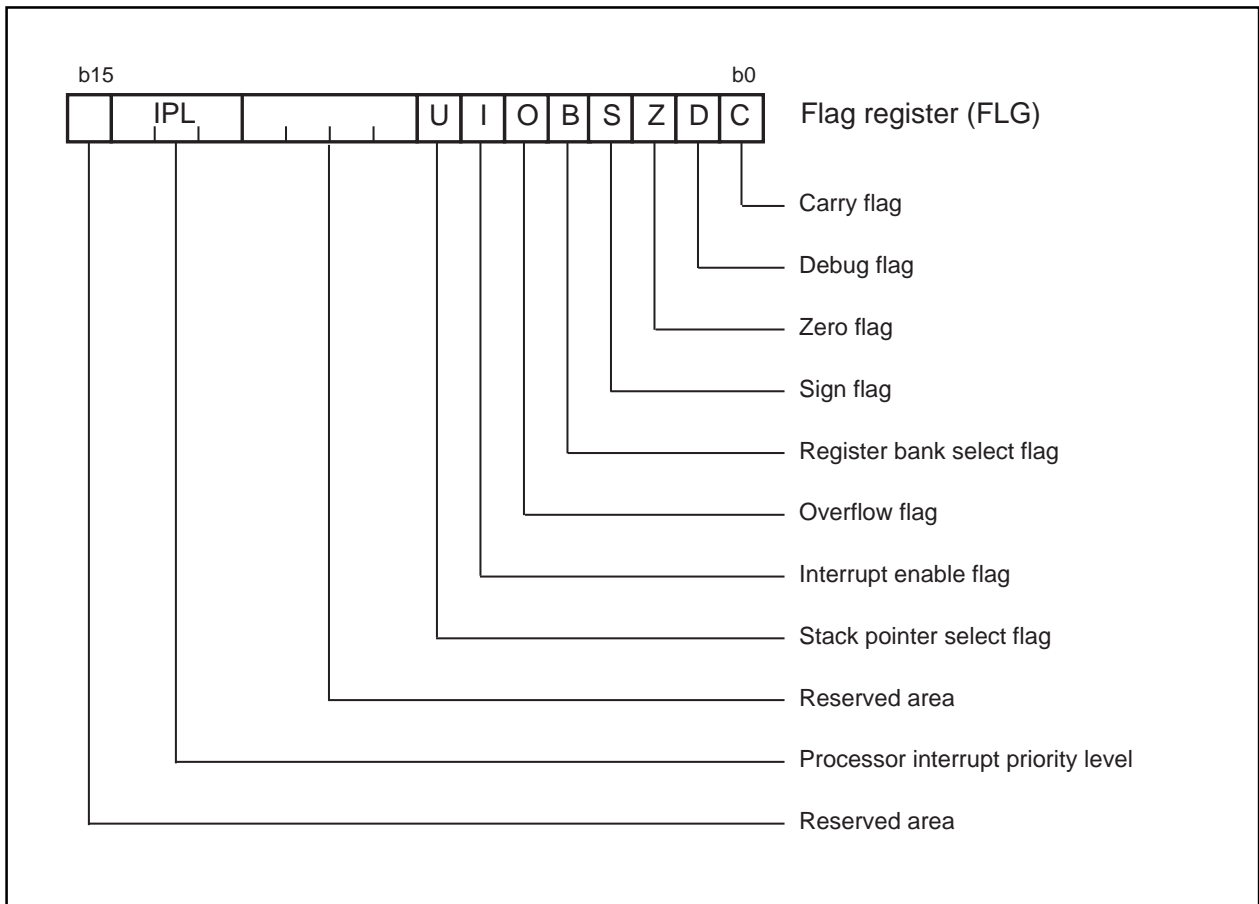 b15 b0
IPL U I O B S Z D C Flag register (FLG)
Carry flag
Debug flag
Zero flag
Sign flag
Register bank select flag
Overflow flag
Interrupt enable flag
Stack pointer select flag
Reserved area
Processor interrupt priority level
Reserved area